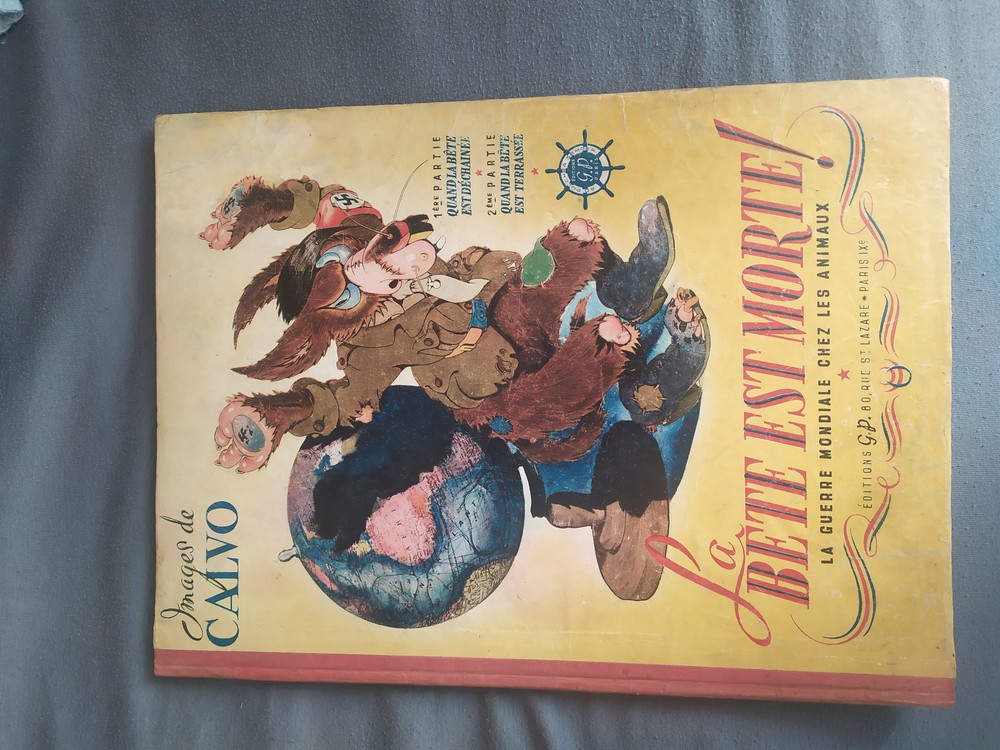 Images de
CALVO
1ÈRE PARTIE
QUAND LA BÊTE
EST DÉCHAINÉE
★
2ÈME PARTIE
QUAND LA BÊTE
EST TERRASSÉE
★
G.P.
La
BÊTE EST MORTE!
LA GUERRE MONDIALE CHEZ LES ANIMAUX
★
ÉDITIONS G.P. 80, RUE ST LAZARE * PARIS IXe